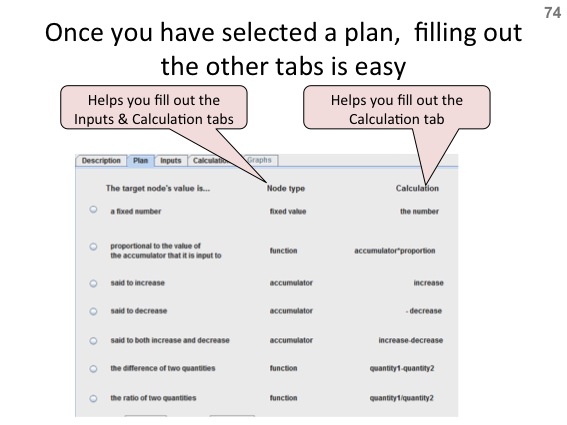 74
Once you have selected a plan, filling out
the other tabs is easy
Helps you fill out the
Inputs & Calculation tabs
Helps you fill out the
Calculation tab
Description Plan Inputs Calculation Graphs
The target node's value is... Node type Calculation
a fixed number fixed value the number
proportional to the value of
the accumulator that it is input to function accumulator*proportion
said to increase accumulator increase
said to decrease accumulator - decrease
said to both increase and decrease accumulator increase-decrease
the difference of two quantities function quantity1-quantity2
the ratio of two quantities function quantity1/quantity2